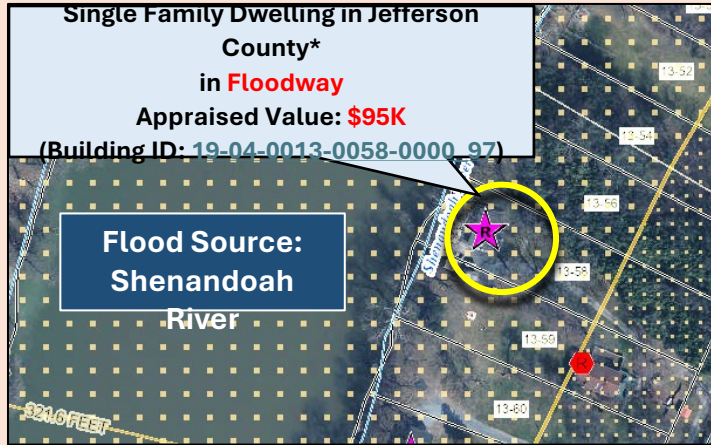 Single Family Dwelling in Jefferson
County*
in Floodway
Appraised Value: $95K
(Building ID: 19-04-0013-0058-0000_97)
13-52
13-54
13-56
R
13-58
Flood Source:
Shenandoah
River
13-59
R
13-60
321.6 FEET